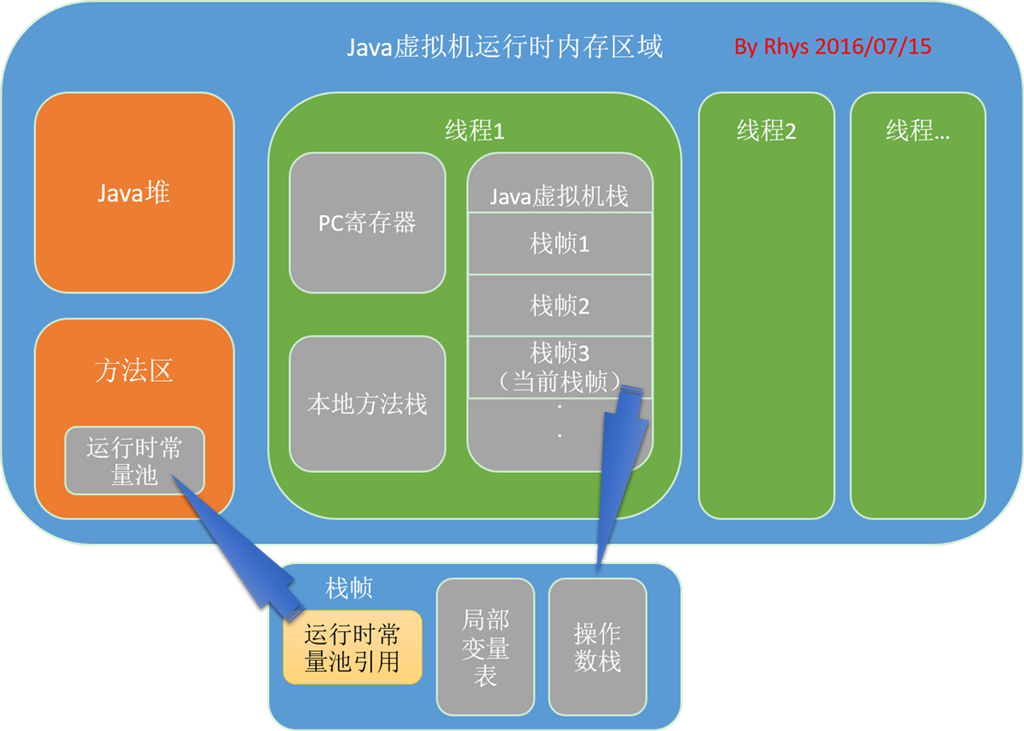 Java虚拟机运行时内存区域
By Rhys 2016/07/15
Java堆
方法区
运行时常
量池
线程1
PC寄存器
本地方法栈
Java虚拟机栈
栈帧1
栈帧2
栈帧3
（当前栈帧）
.
.
线程2
线程...
栈帧
运行时常
量池引用
局部
变量
表
操作
数栈